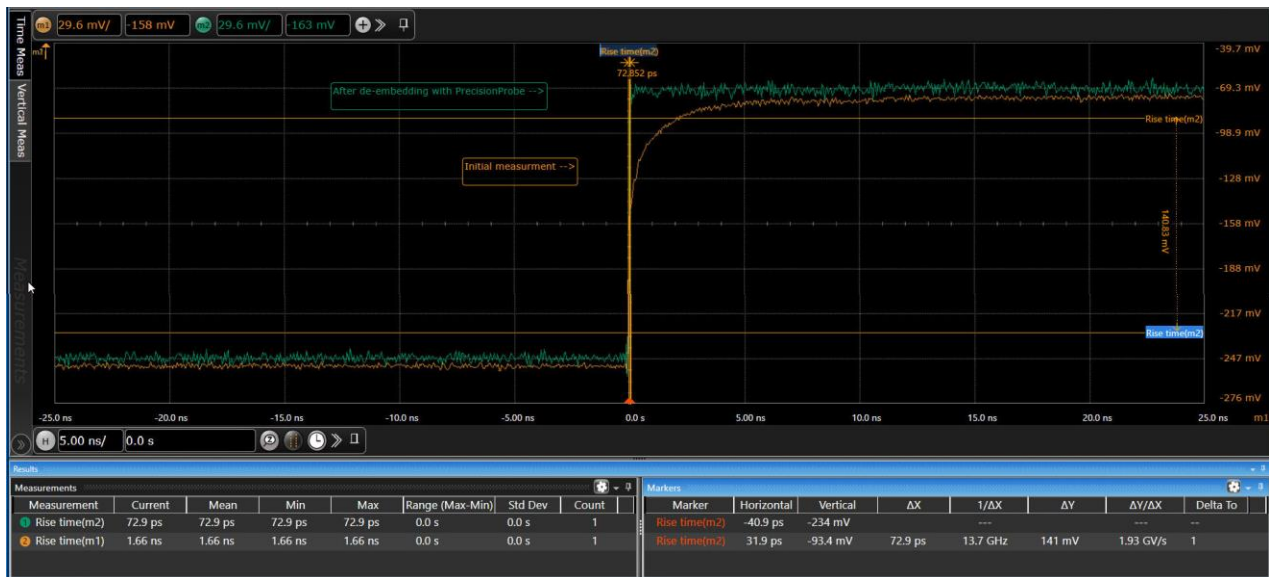 Time Meas
Vertical Meas
Measurements
m1 29.6 mV/ -158 mV m2 29.6 mV/ -163 mV
m1
Rise time(m2)
72.852 ps
After de-embedding with PrecisionProbe -->
Initial measurment -->
-39.7 mV
-69.3 mV
Rise time(m2)
-98.9 mV
-128 mV
-158 mV
140.83 mV
-188 mV
-217 mV
Rise time(m2)
-247 mV
-276 mV
-25.0 ns -20.0 ns -15.0 ns -10.0 ns -5.00 ns 0.0 s 5.00 ns 10.0 ns 15.0 ns 20.0 ns 25.0 ns m1
H 5.00 ns/ 0.0 s
Results
Measurements
Measurement Current Mean Min Max Range (Max-Min) Std Dev Count
1 Rise time(m2) 72.9 ps 72.9 ps 72.9 ps 72.9 ps 0.0 s 0.0 s 1
2 Rise time(m1) 1.66 ns 1.66 ns 1.66 ns 1.66 ns 0.0 s 0.0 s 1
Markers
Marker Horizontal Vertical ΔX 1/ΔX ΔY ΔY/ΔX Delta To
Rise time(m2) -40.9 ps -234 mV --- --- --
Rise time(m2) 31.9 ps -93.4 mV 72.9 ps 13.7 GHz 141 mV 1.93 GV/s 1